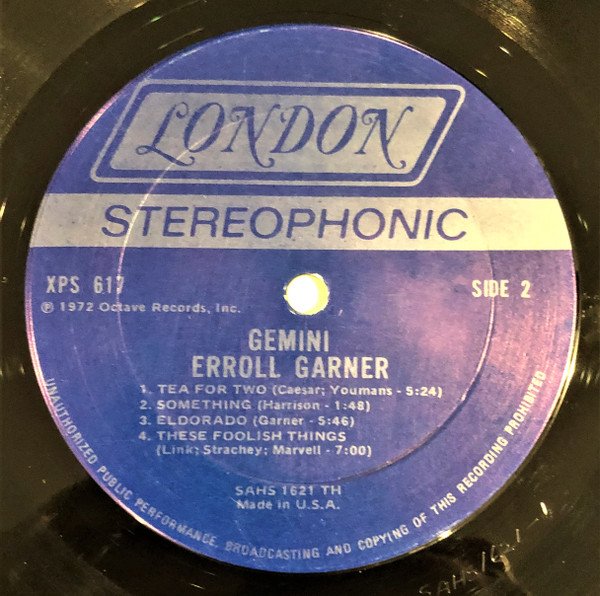 LONDON
STEREOPHONIC
XPS 617
SIDE 2
℗ 1972 Octave Records, Inc.
GEMINI
ERROLL GARNER
1. TEA FOR TWO (Caesar; Youmans - 5:24)
2. SOMETHING (Harrison - 1:48)
3. ELDORADO (Garner - 5:46)
4. THESE FOOLISH THINGS
(Link; Strachey; Marvell - 7:00)
SAHS 1621 TH
Made in U.S.A.
UNAUTHORIZED PUBLIC PERFORMANCE, BROADCASTING AND COPYING OF THIS RECORDING PROHIBITED